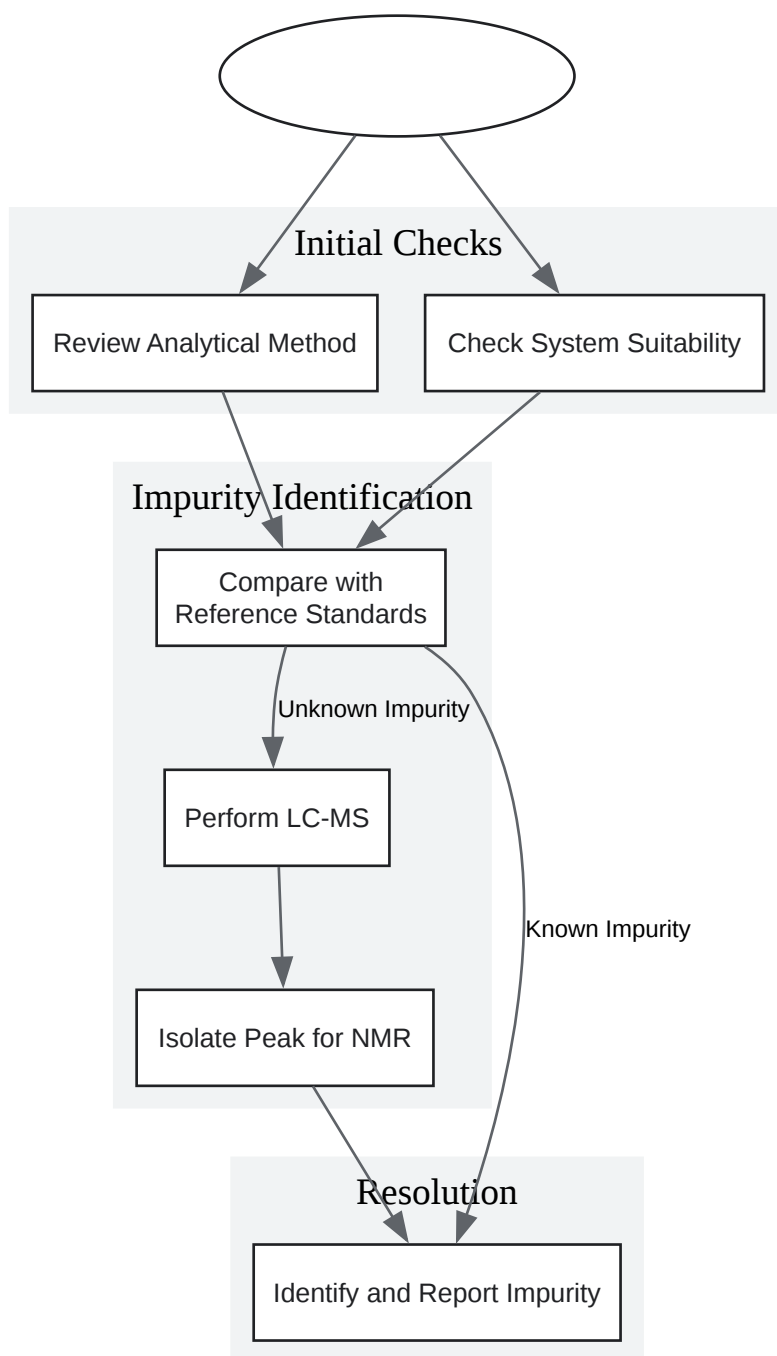 Initial Checks
Review Analytical Method
Check System Suitability
Impurity Identification
Compare with
Reference Standards
Unknown Impurity
Perform LC-MS
Known Impurity
Isolate Peak for NMR
Resolution
Identify and Report Impurity